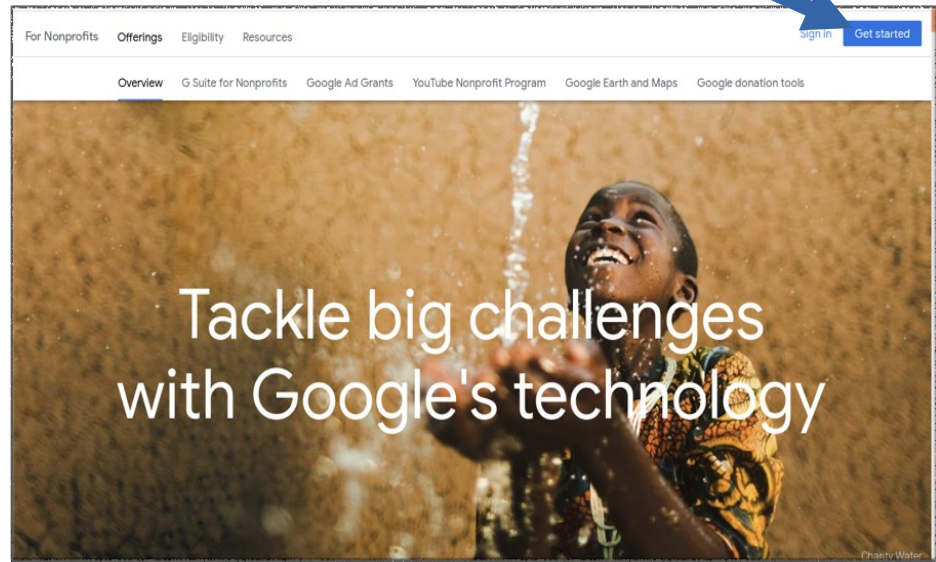 For Nonprofits Offerings Eligibility Resources Sign in Get started
Overview G Suite for Nonprofits Google Ad Grants YouTube Nonprofit Program Google Earth and Maps Google donation tools
Tackle big challenges
with Google's technology
Charity Water